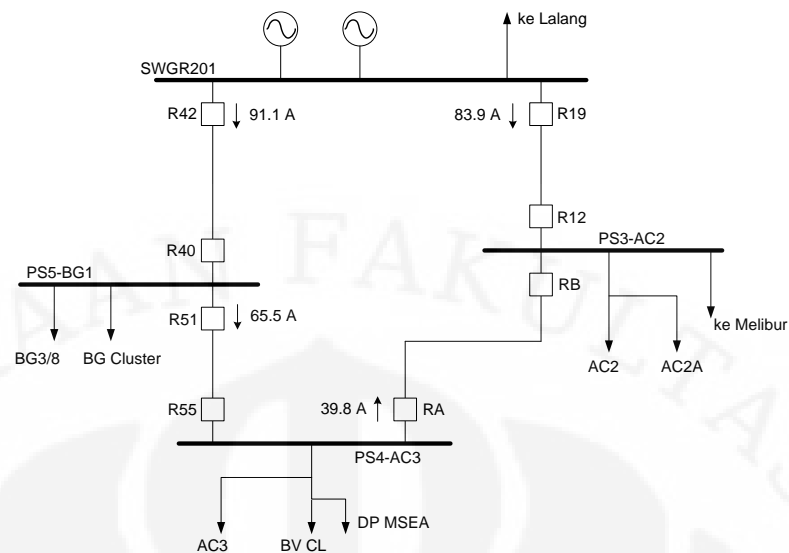 ke Lalang
SWGR201
R42
91.1 A
83.9 A
R19
R40
R12
PS3-AC2
PS5-BG1
RB
R51
65.5 A
ke Melibur
BG3/8
BG Cluster
AC2
AC2A
R55
39.8 A
RA
PS4-AC3
DP MSEA
AC3
BV CL
AAN FAKULTAS